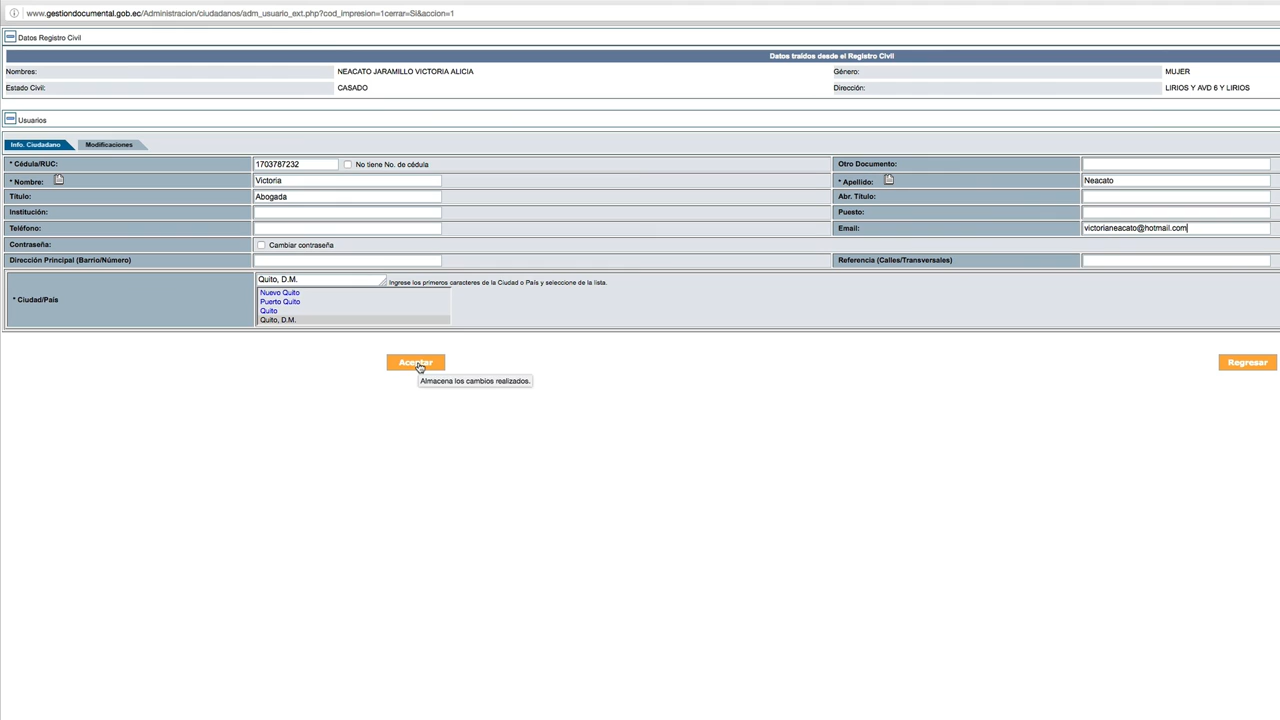 www.gestiondocumental.gob.ec/Administracion/ciudadanos/adm_usuario_ext.php?cod_impresion=1cerrar=Si&accion=1
Datos Registro Civil
Datos traídos desde el Registro Civil
Nombres: NEACATO JARAMILLO VICTORIA ALICIA Género: MUJER
Estado Civil: CASADO Dirección: LIRIOS Y AVD 6 Y LIRIOS
Usuarios
Info. Ciudadano Modificaciones
* Cédula/RUC: 1703787232 No tiene No. de cédula Otro Documento:
* Nombre: Victoria * Apellido: Neacato
Título: Abogada Abr. Título:
Institución: Puesto:
Teléfono: Email: victorianeacato@hotmail.com
Contraseña: Cambiar contraseña
Dirección Principal (Barrio/Número) Referencia (Calles/Transversales)
* Ciudad/País Quito, D.M. Ingrese los primeros caracteres de la Ciudad o País y seleccione de la lista.
Nuevo Quito
Puerto Quito
Quito
Quito, D.M.
Aceptar Regresar
Almacena los cambios realizados.